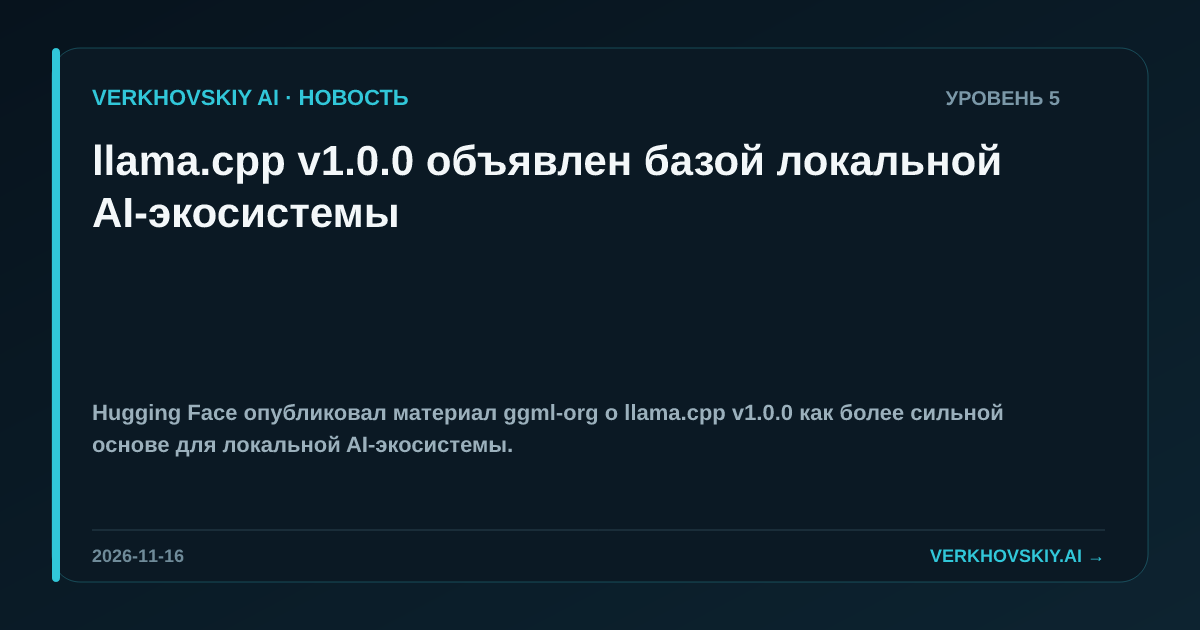 VERKHOVSKIY AI · НОВОСТЬ
УРОВЕНЬ 5
llama.cpp v1.0.0 объявлен базой локальной
AI-экосистемы
Hugging Face опубликовал материал ggml-org о llama.cpp v1.0.0 как более сильной
основе для локальной AI-экосистемы.
2026-11-16
VERKHOVSKIY.AI →